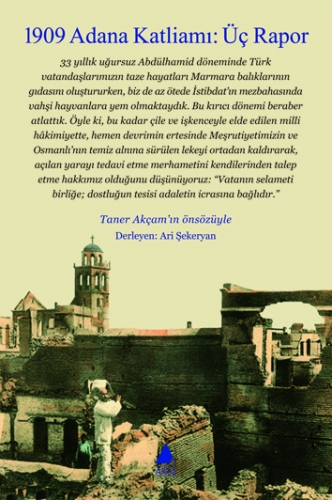 1909 Adana Katliamı: Üç Rapor
33 yıllık uğursuz Abdülhamid döneminde Türk
vatandaşlarımızın taze hayatları Marmara balıklarının
gıdasını oluştururken, biz de az ötede İstibdat'ın mezbahasında
vahşi hayvanlara yem olmaktaydık. Bu kırıcı dönemi beraber
atlattık. Öyle ki, bu kadar çile ve işkenceyle elde edilen milli
hâkimiyette, hemen devrimin ertesinde Meşrutiyetimizin ve
Osmanlı'nın temiz alnına sürülen lekeyi ortadan kaldırarak,
açılan yarayı tedavi etme merhametini kendilerinden talep
etme hakkımız olduğunu düşünüyoruz: "Vatanın selameti
birliğe; dostluğun tesisi adaletin icrasına bağlıdır."
Taner Akçam'ın önsözüyle
Derleyen: Ari Şekeryan